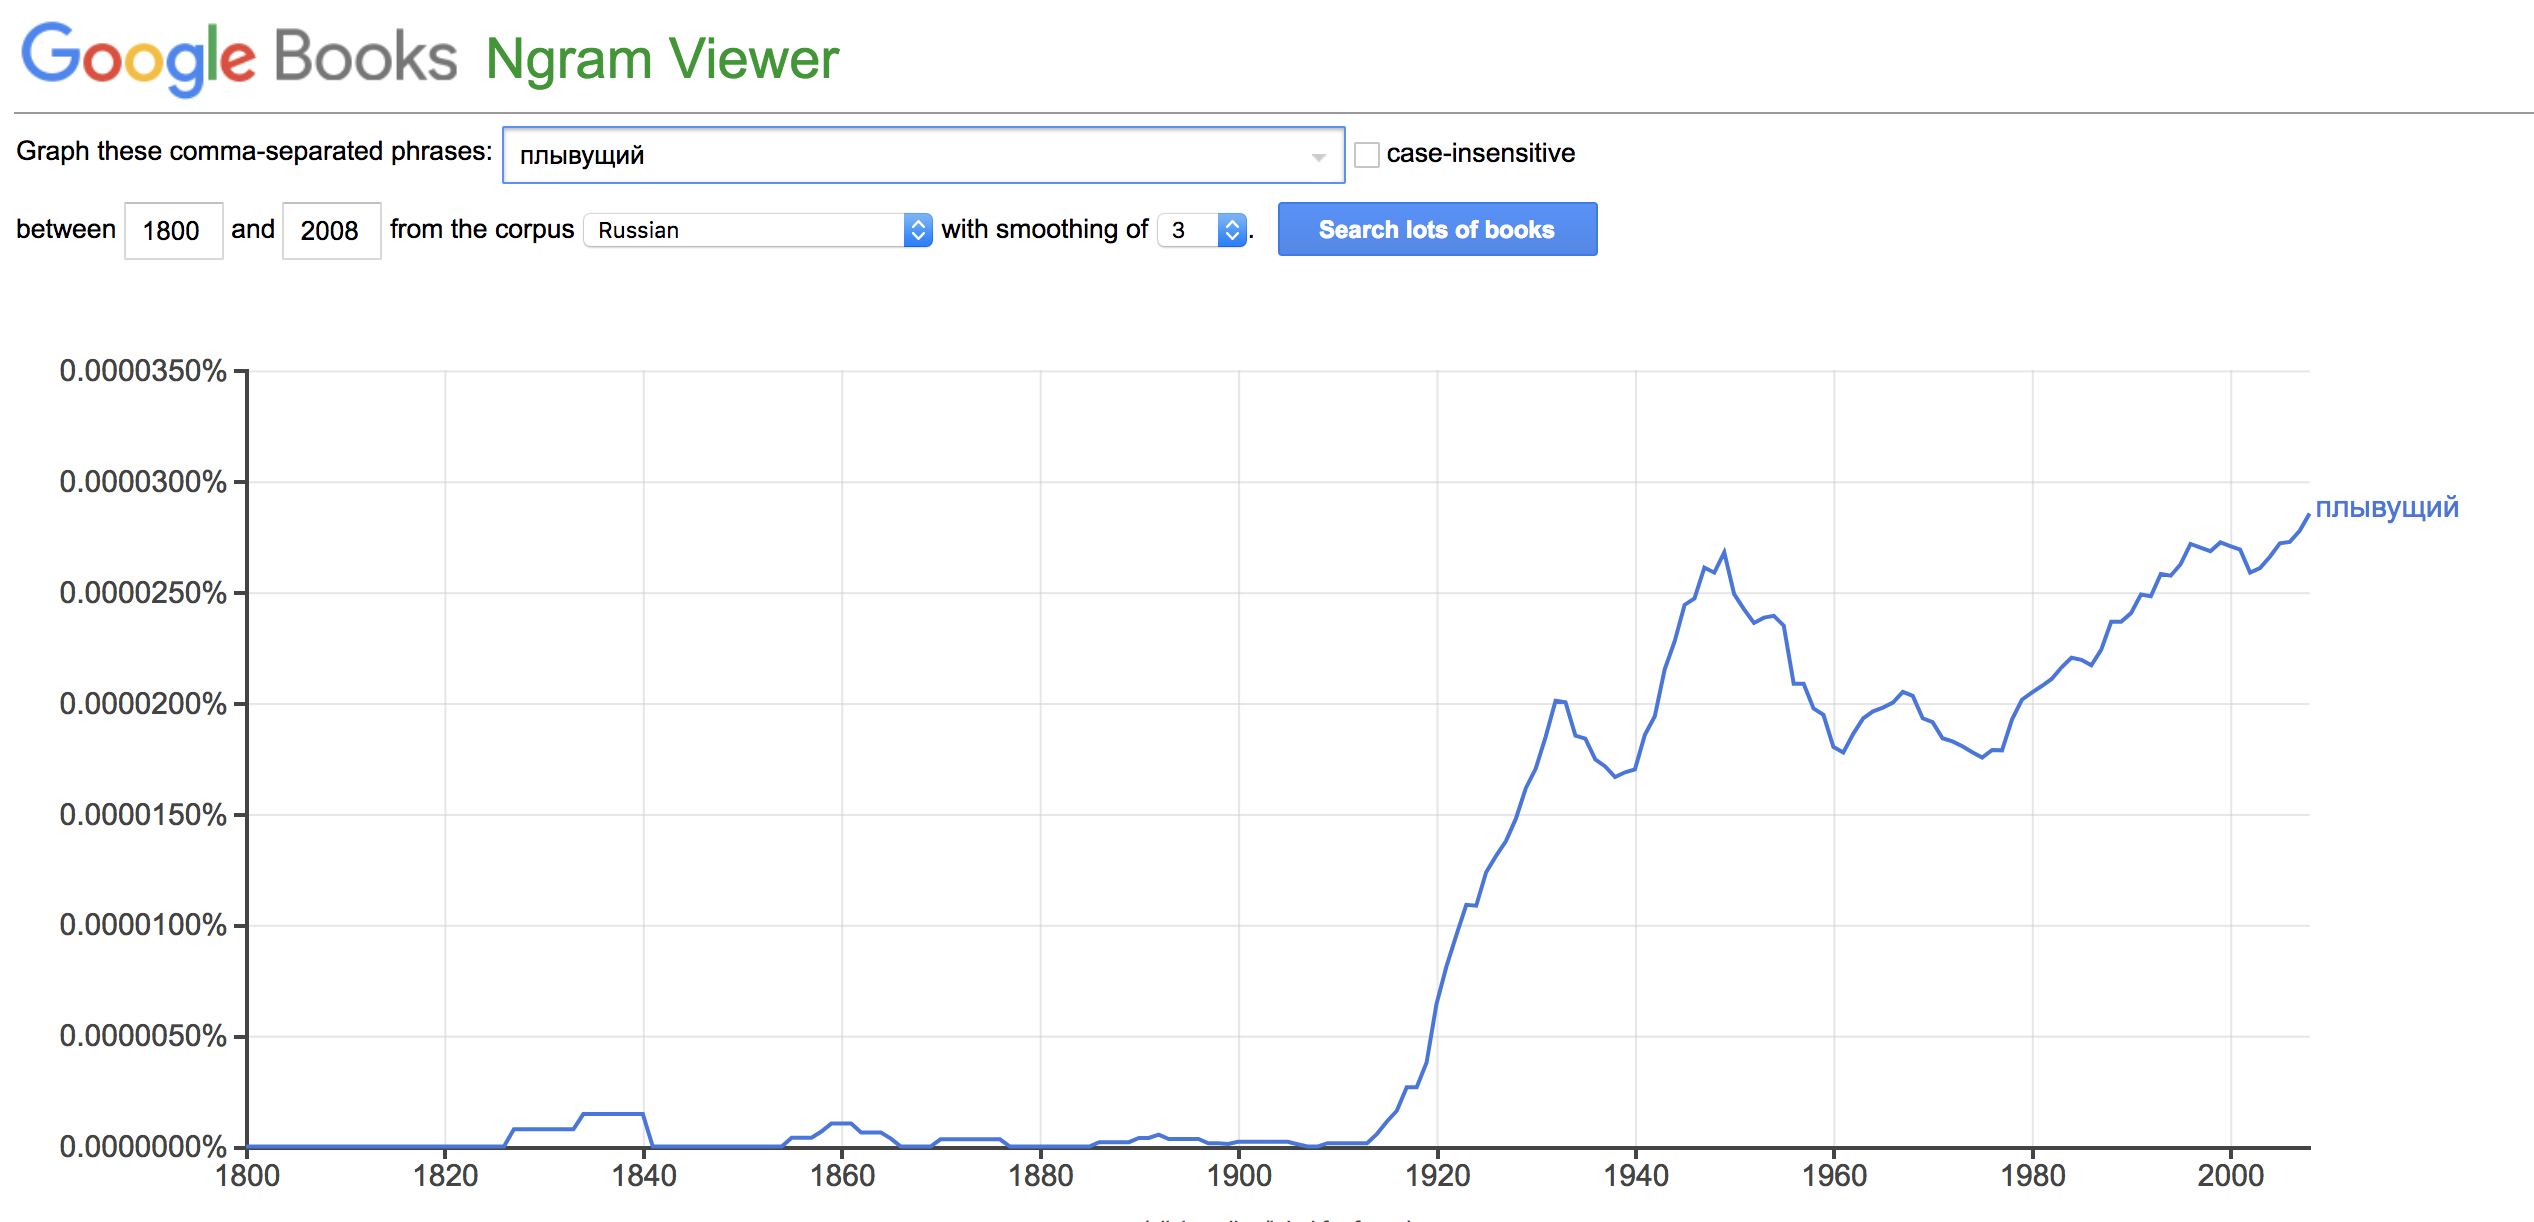 Google Books Ngram Viewer
Graph these comma-separated phrases: плывущий case-insensitive
between 1800 and 2008 from the corpus Russian with smoothing of 3. Search lots of books
0.0000350%
0.0000300%
плывущий
0.0000250%
0.0000200%
0.0000150%
0.0000100%
0.0000050%
0.0000000%
1800 1820 1840 1860 1880 1900 1920 1940 1960 1980 2000